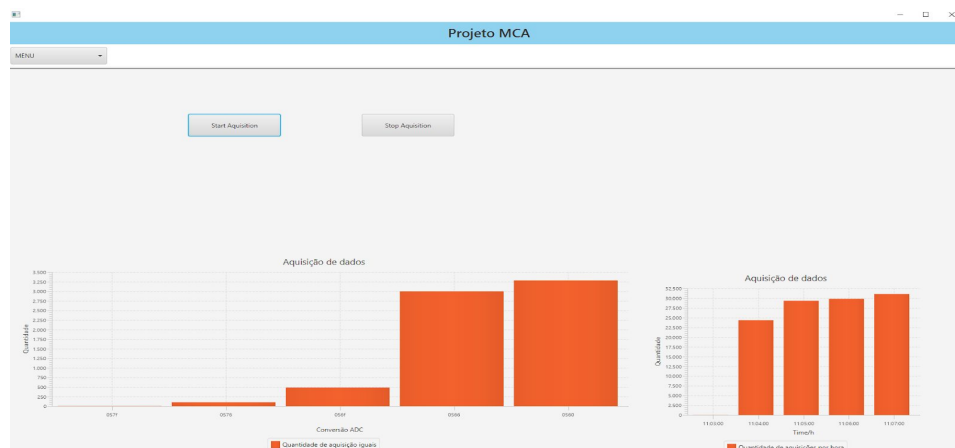 Projeto MCA
MENU
Start Aquisition
Stop Aquisition
Aquisição de dados
3.500
3.250
3.000
2.750
2.500
2.250
2.000
1.750
1.500
1.250
1.000
750
500
250
0
Quantidade
057f
0576
056f
0568
0560
Conversão ADC
Quantidade de aquisição iguais
Aquisição de dados
32.500
30.000
27.500
25.000
22.500
20.000
17.500
15.000
12.500
10.000
7.500
5.000
2.500
0
Quantidade
11:03:00
11:04:00
11:05:00
11:06:00
11:07:00
Time/h
Quantidade de aquisições por hora